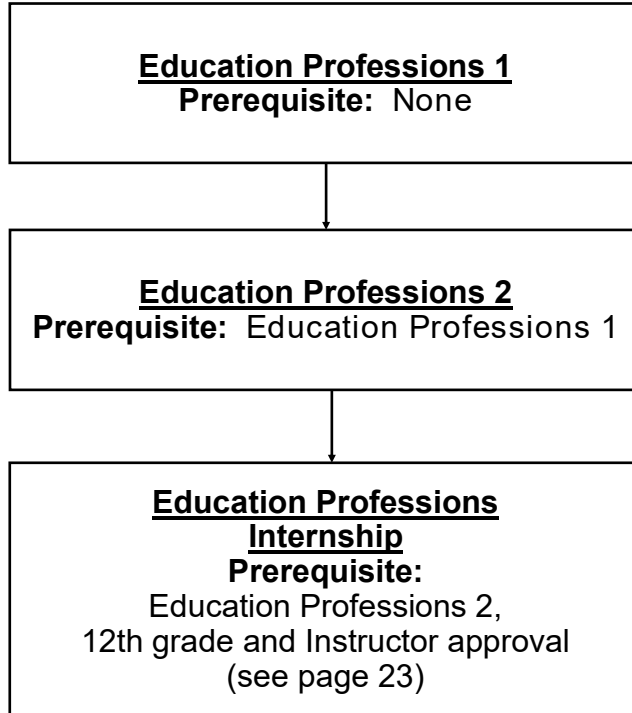 Education Professions 1
Prerequisite: None
Education Professions 2
Prerequisite: Education Professions 1
Education Professions
Internship
Prerequisite:
Education Professions 2,
12th grade and Instructor approval
(see page 23)